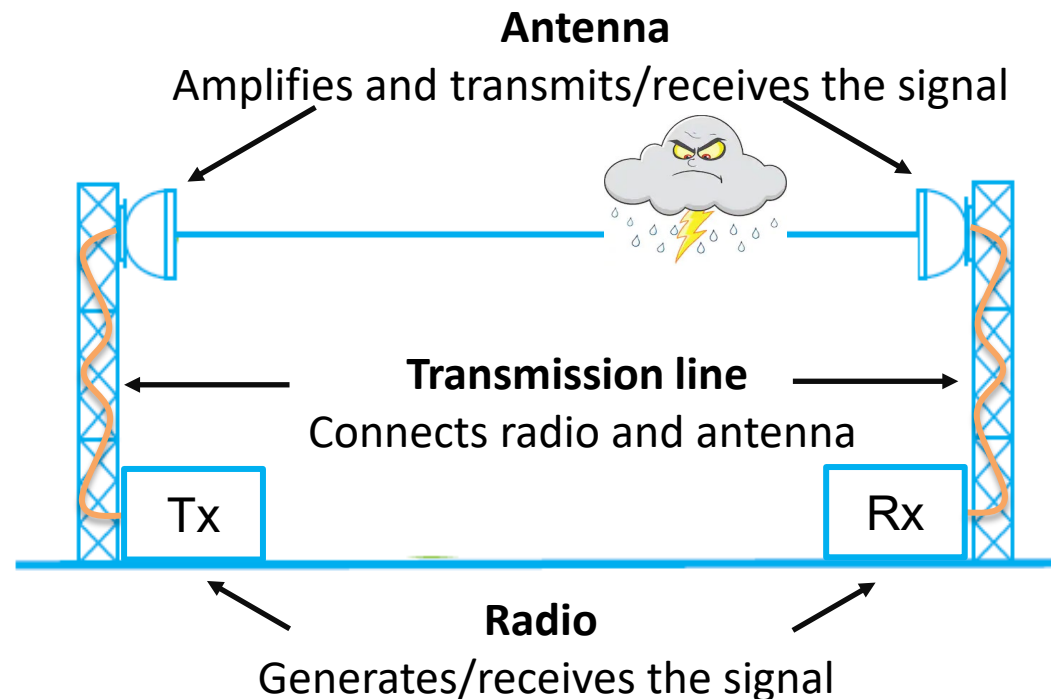 Antenna
Amplifies and transmits/receives the signal
Transmission line
Connects radio and antenna
Tx
Rx
Radio
Generates/receives the signal